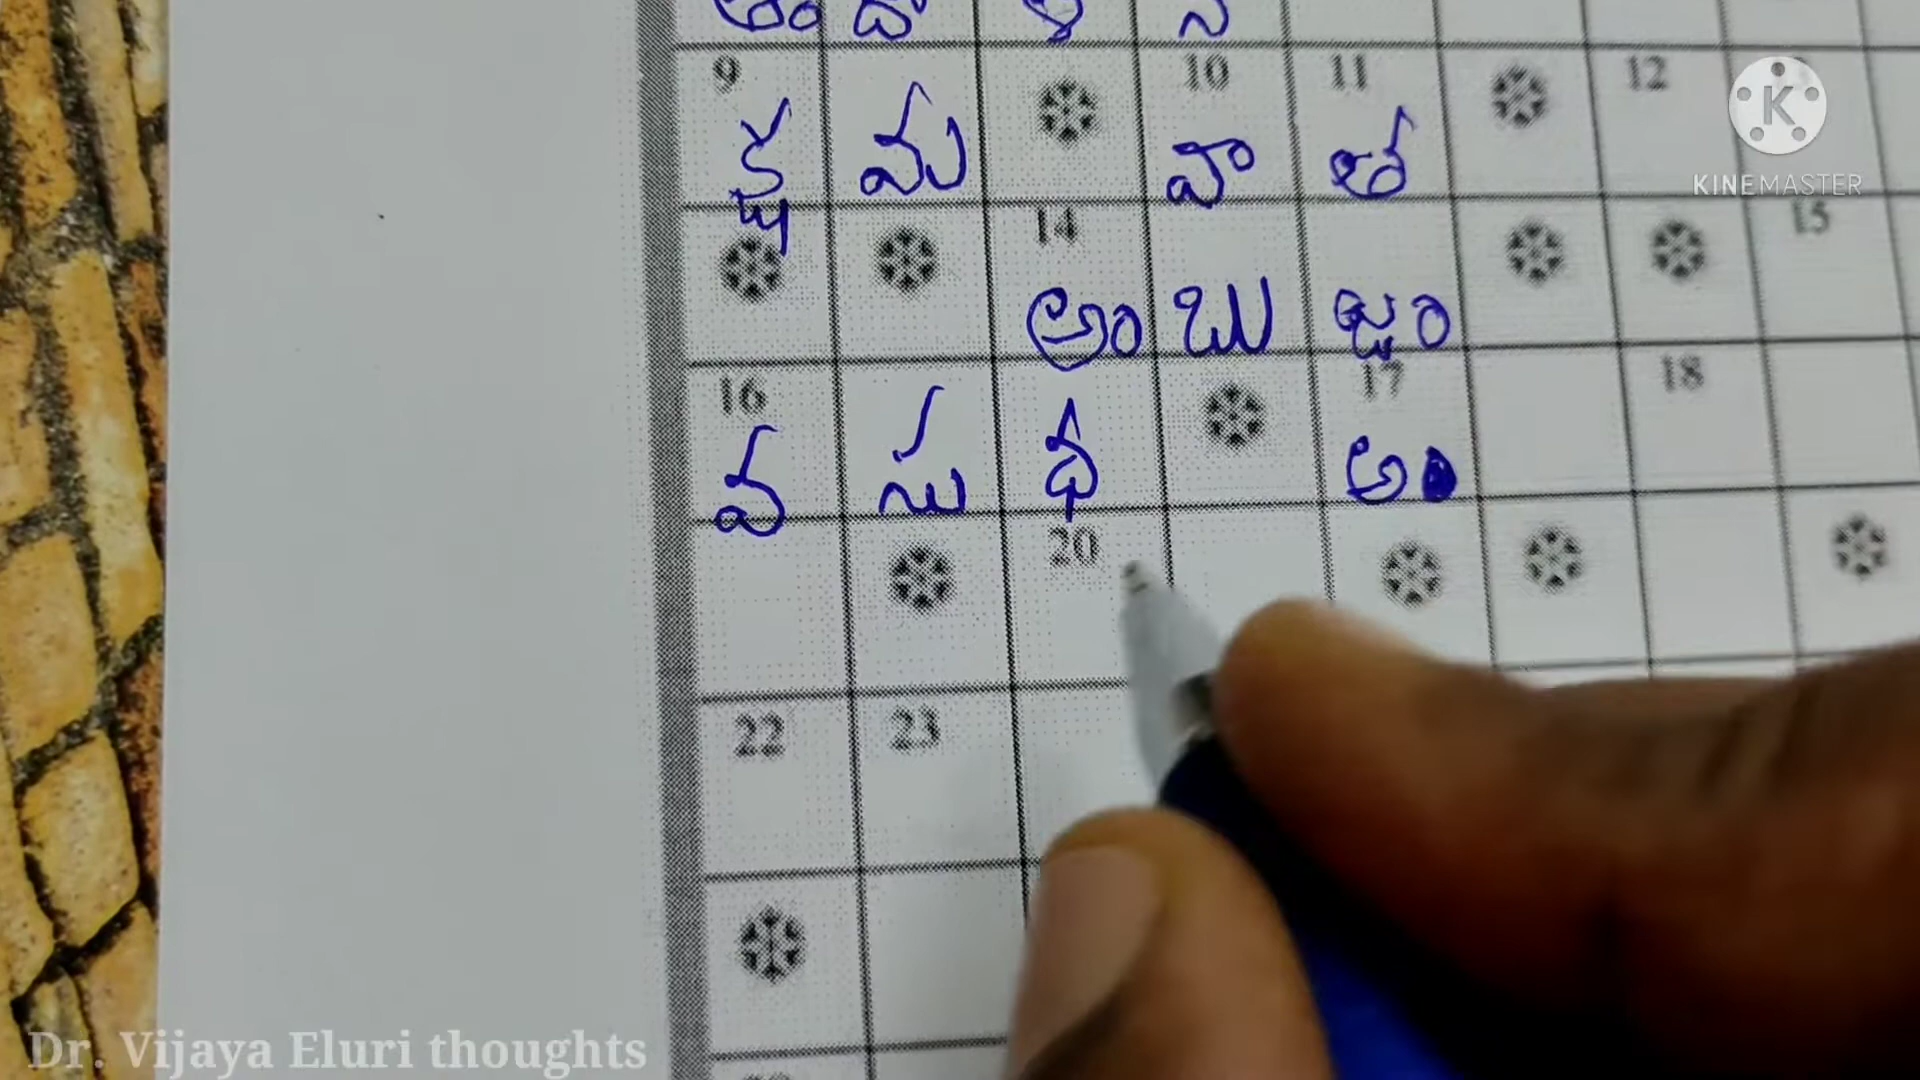 అం దా ళి ని
9 10 11 12
క్ష మ వా త
KINEMASTER
14 15
అం బు జం
16 17 18
వ సు ధ అం
20
22 23
Dr. Vijaya Eluri thoughts